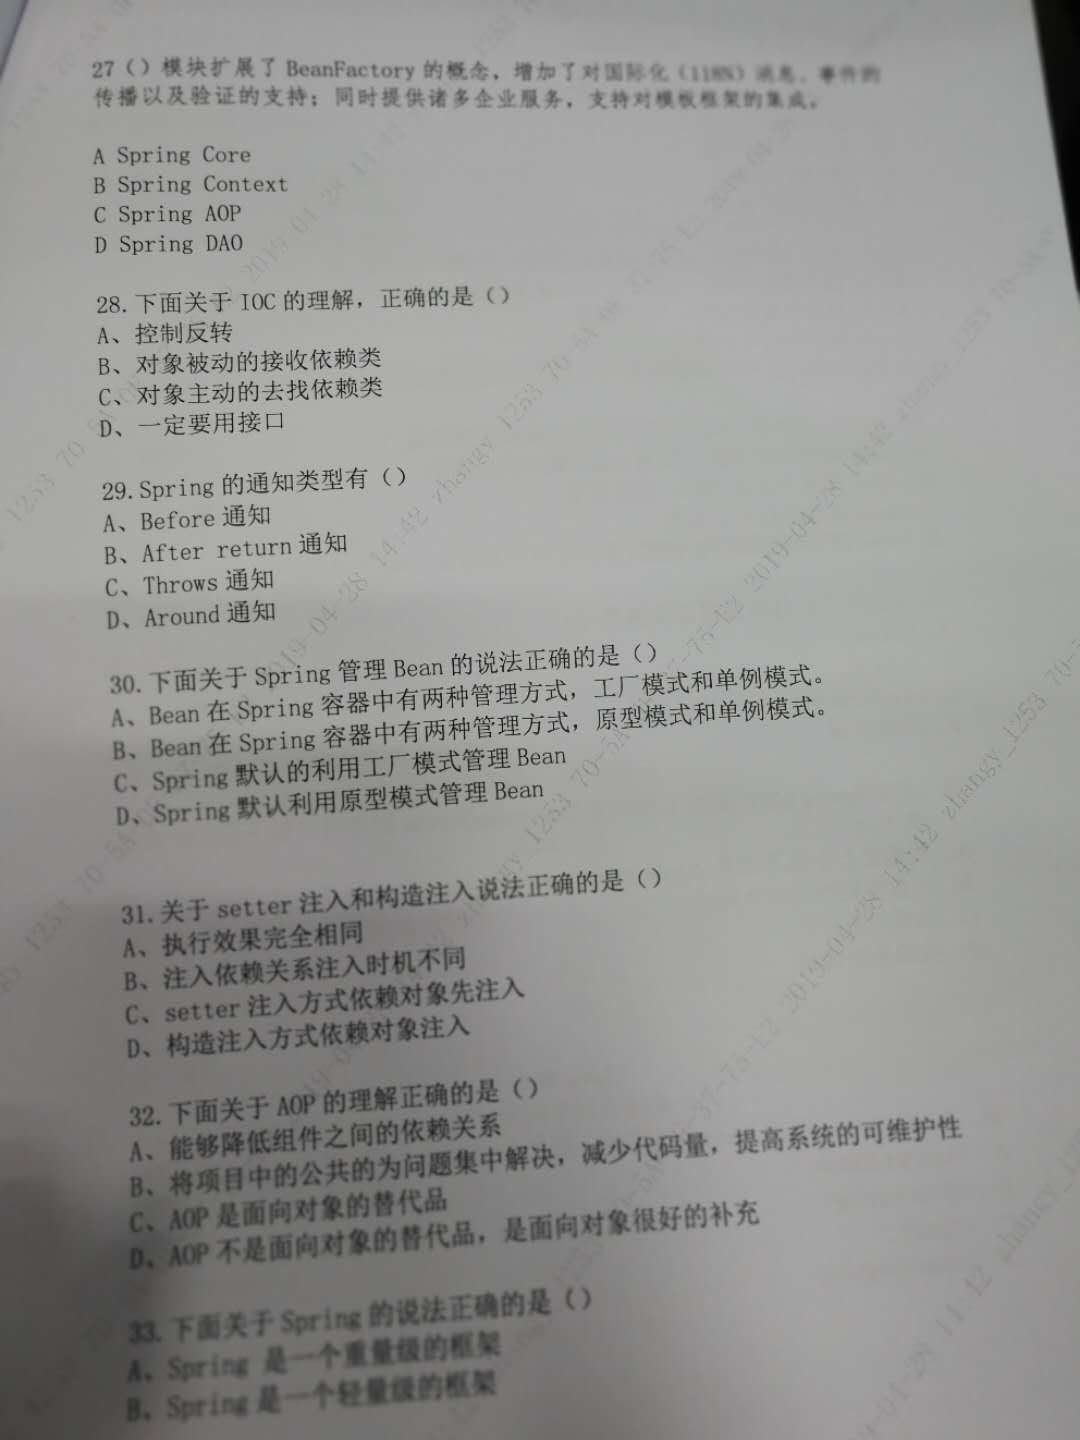 27（）模块扩展了 BeanFactory 的概念，增加了对国际化（I18N）消息、事件的
传播以及验证的支持；同时提供诸多企业服务，支持对模板框架的集成。
A Spring Core
B Spring Context
C Spring AOP
D Spring DAO
28.下面关于 IOC 的理解，正确的是（）
A、控制反转
B、对象被动的接收依赖类
C、对象主动的去找依赖类
D、一定要用接口
29.Spring 的通知类型有（）
A、Before 通知
B、After return 通知
C、Throws 通知
D、Around 通知
30.下面关于 Spring 管理 Bean 的说法正确的是（）
A、Bean 在 Spring 容器中有两种管理方式，工厂模式和单例模式。
B、Bean 在 Spring 容器中有两种管理方式，原型模式和单例模式。
C、Spring 默认的利用工厂模式管理 Bean
D、Spring 默认利用原型模式管理 Bean
31.关于 setter 注入和构造注入说法正确的是（）
A、执行效果完全相同
B、注入依赖关系注入时机不同
C、setter 注入方式依赖对象先注入
D、构造注入方式依赖对象注入
32.下面关于 AOP 的理解正确的是（）
A、能够降低组件之间的依赖关系
B、将项目中的公共的为问题集中解决，减少代码量，提高系统的可维护性
C、AOP 是面向对象的替代品
D、AOP 不是面向对象的替代品，是面向对象很好的补充
33.下面关于 Spring 的说法正确的是（）
A、Spring 是一个重量级的框架
B、Spring 是一个轻量级的框架